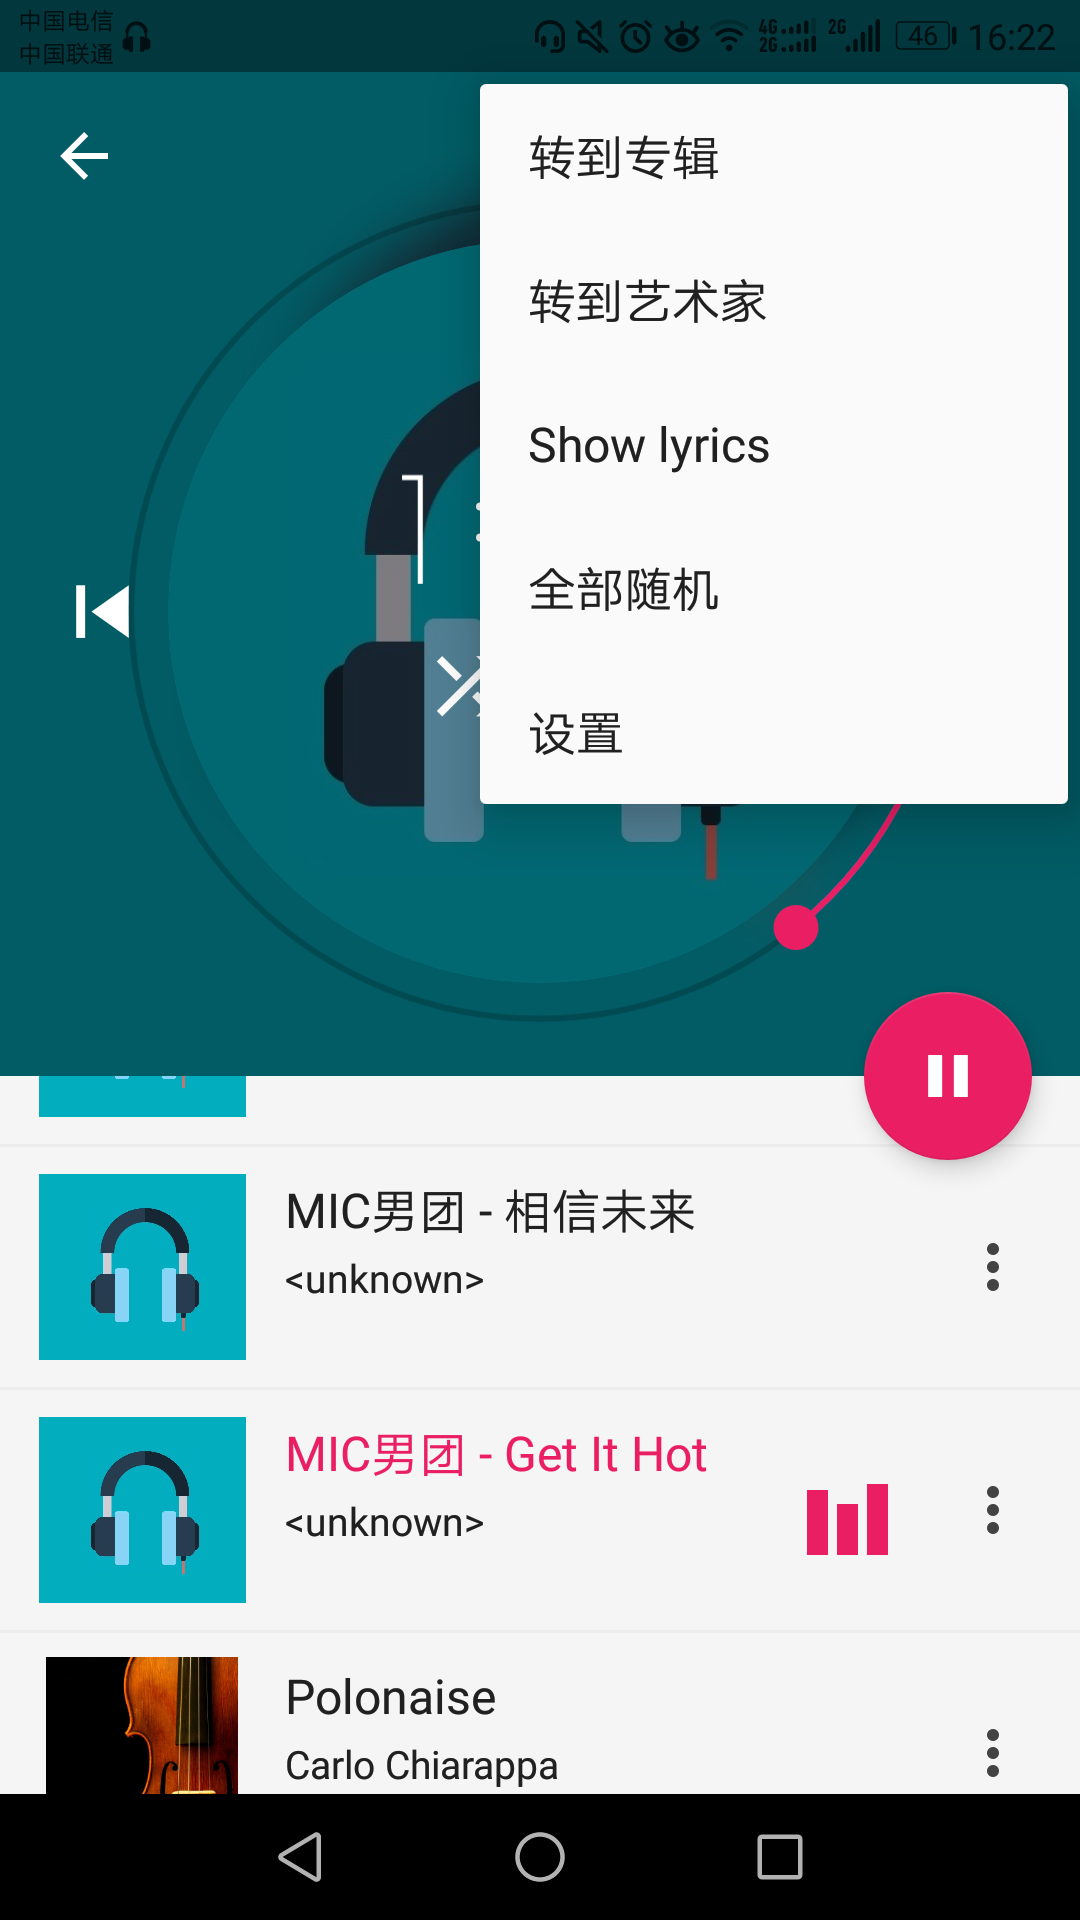 中国电信
中国联通
4G
2G
2G
46
16:22
转到专辑
转到艺术家
Show lyrics
全部随机
设置
1:
MIC男团 - 相信未来
<unknown>
MIC男团 - Get It Hot
<unknown>
Polonaise
Carlo Chiarappa